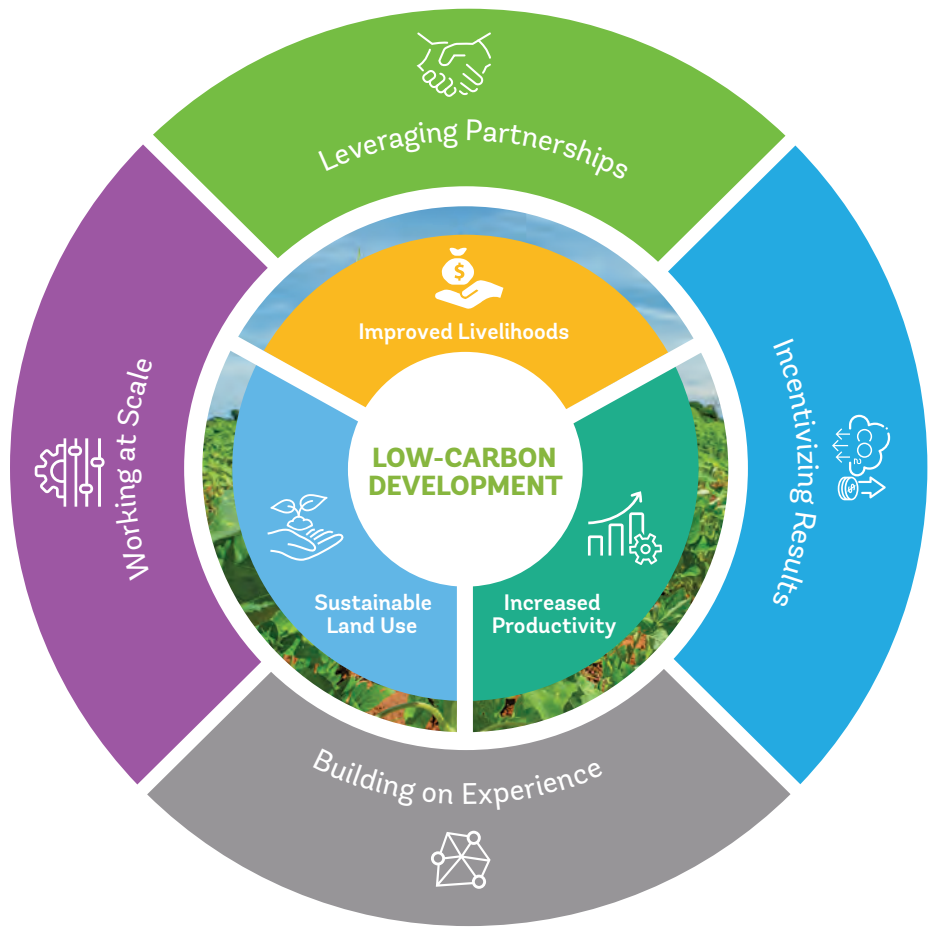 Leveraging Partnerships
$
Improved Livelihoods
Working at Scale
LOW-CARBON
DEVELOPMENT
Incentivizing Results
CO2
$
Sustainable
Land Use
Increased
Productivity
Building on Experience